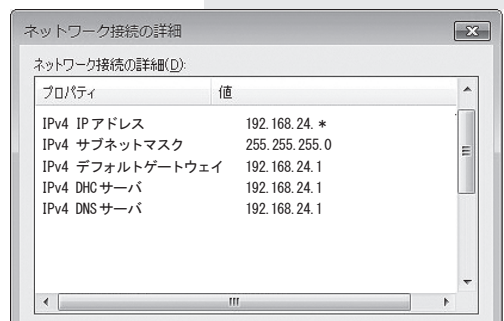 ネットワーク接続の詳細
ネットワーク接続の詳細(D):
プロパティ 値
IPv4 IPアドレス 192.168.24.*
IPv4 サブネットマスク 255.255.255.0
IPv4 デフォルトゲートウェイ 192.168.24.1
IPv4 DHCサーバ 192.168.24.1
IPv4 DNSサーバ 192.168.24.1